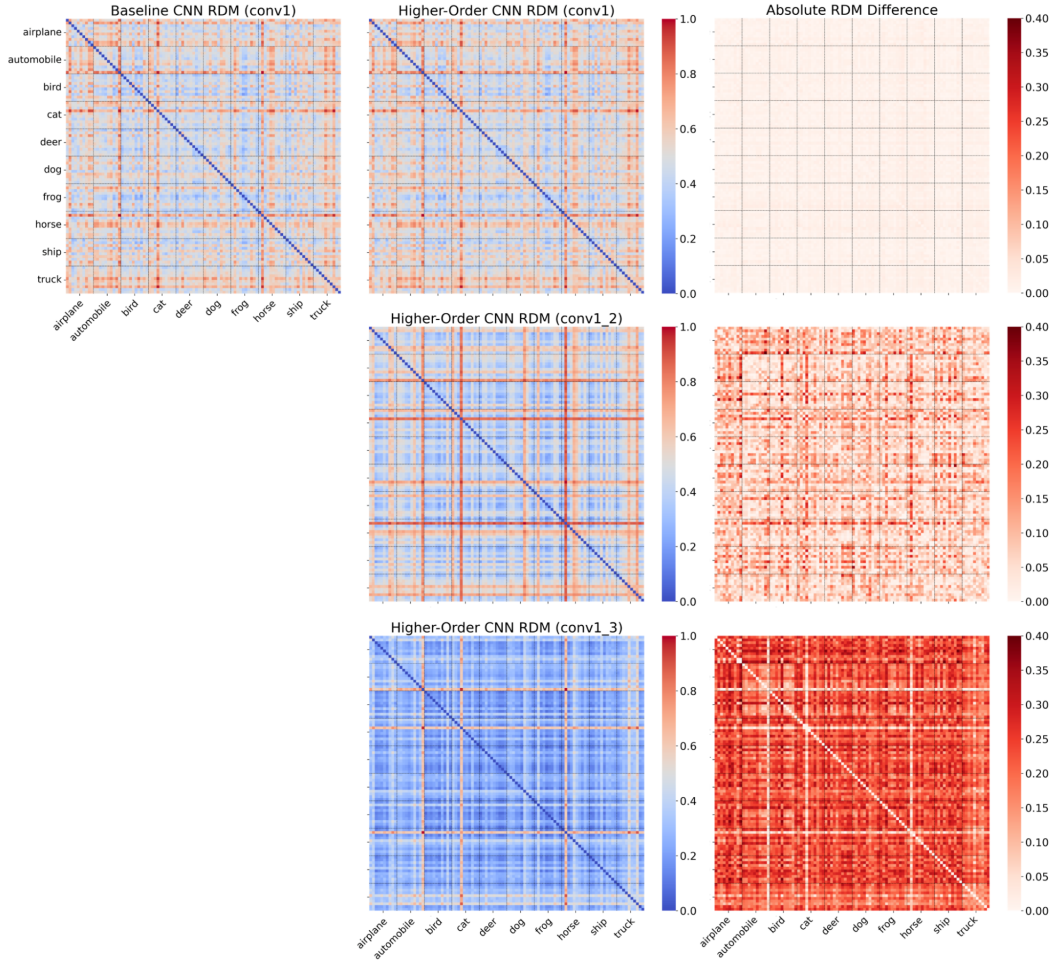 Baseline CNN RDM (conv1)
Higher-Order CNN RDM (conv1)
Absolute RDM Difference
airplane
automobile
bird
cat
deer
dog
frog
horse
ship
truck
airplane
automobile
bird
cat
deer
dog
frog
horse
ship
truck
1.0
0.8
0.6
0.4
0.2
0.0
0.40
0.35
0.30
0.25
0.20
0.15
0.10
0.05
0.00
Higher-Order CNN RDM (conv1_2)
1.0
0.8
0.6
0.4
0.2
0.0
0.40
0.35
0.30
0.25
0.20
0.15
0.10
0.05
0.00
Higher-Order CNN RDM (conv1_3)
1.0
0.8
0.6
0.4
0.2
0.0
0.40
0.35
0.30
0.25
0.20
0.15
0.10
0.05
0.00
airplane
automobile
bird
cat
deer
dog
frog
horse
ship
truck
airplane
automobile
bird
cat
deer
dog
frog
horse
ship
truck